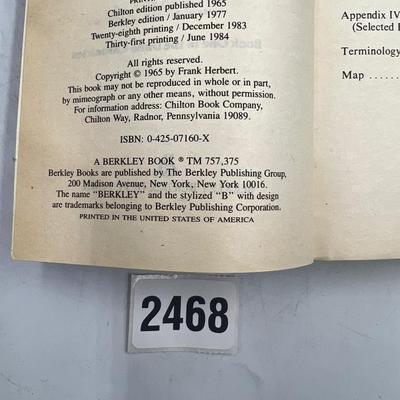 Chilton edition published 1965
Berkley edition / January 1977
Twenty-eighth printing / December 1983
Thirty-first printing / June 1984
All rights reserved.
Copyright © 1965 by Frank Herbert.
This book may not be reproduced in whole or in part,
by mimeograph or any other means, without permission.
For information address: Chilton Book Company,
Chilton Way, Radnor, Pennsylvania 19089.
ISBN: 0-425-07160-X
A BERKLEY BOOK ® TM 757,375
Berkley Books are published by The Berkley Publishing Group,
200 Madison Avenue, New York, New York 10016.
The name "BERKLEY" and the stylized "B" with design
are trademarks belonging to Berkley Publishing Corporation.
PRINTED IN THE UNITED STATES OF AMERICA
Appendix IV
(Selected
Terminology
Map ........
2468